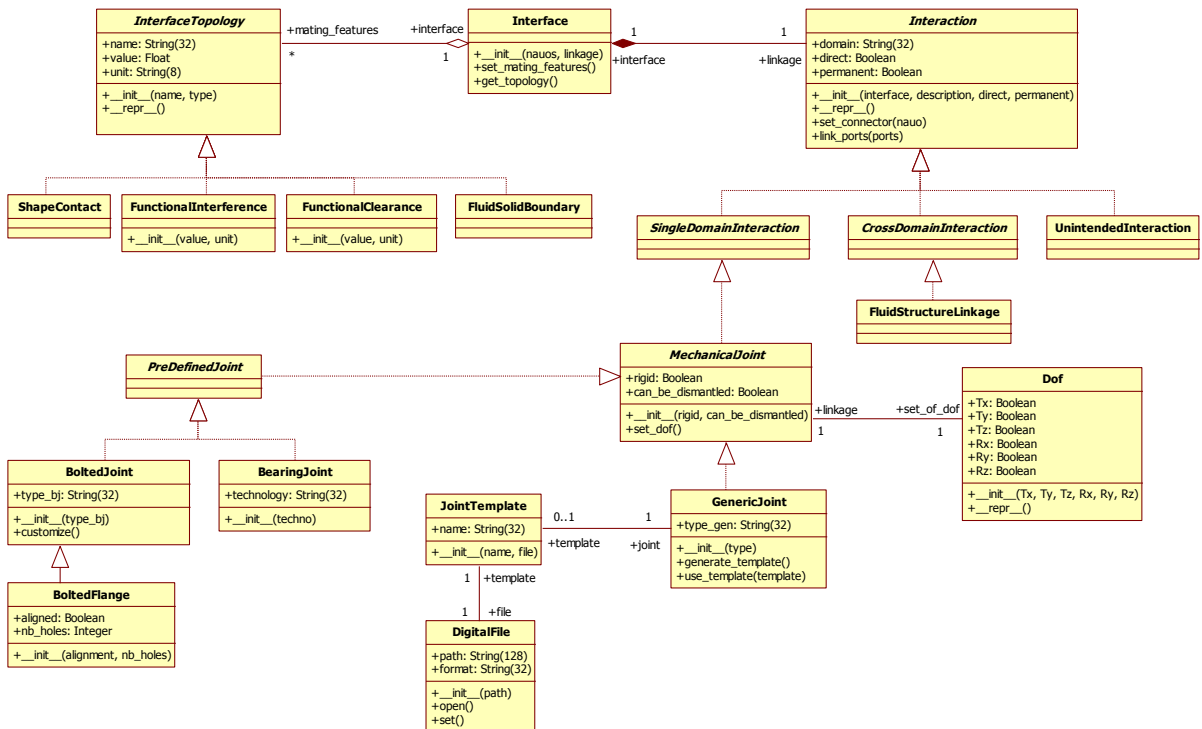 InterfaceTopology
+name: String(32)
+value: Float
+unit: String(8)
+__init__(name, type)
+__repr__()
+mating_features
*
+interface
1
Interface
+__init__(nauos, linkage)
+set_mating_features()
+get_topology()
1
+interface
1
+linkage
Interaction
+domain: String(32)
+direct: Boolean
+permanent: Boolean
+__init__(interface, description, direct, permanent)
+__repr__()
+set_connector(nauo)
+link_ports(ports)
ShapeContact
FunctionalInterference
+__init__(value, unit)
FunctionalClearance
+__init__(value, unit)
FluidSolidBoundary
SingleDomainInteraction
CrossDomainInteraction
UnintendedInteraction
FluidStructureLinkage
PreDefinedJoint
MechanicalJoint
+rigid: Boolean
+can_be_dismantled: Boolean
+__init__(rigid, can_be_dismantled)
+set_dof()
+linkage
1
+set_of_dof
1
Dof
+Tx: Boolean
+Ty: Boolean
+Tz: Boolean
+Rx: Boolean
+Ry: Boolean
+Rz: Boolean
+__init__(Tx, Ty, Tz, Rx, Ry, Rz)
+__repr__()
BoltedJoint
+type_bj: String(32)
+__init__(type_bj)
+customize()
BearingJoint
+technology: String(32)
+__init__(techno)
JointTemplate
+name: String(32)
+__init__(name, file)
0..1
+template
1
+joint
GenericJoint
+type_gen: String(32)
+__init__(type)
+generate_template()
+use_template(template)
BoltedFlange
+aligned: Boolean
+nb_holes: Integer
+__init__(alignment, nb_holes)
1 +template
1 +file
DigitalFile
+path: String(128)
+format: String(32)
+__init__(path)
+open()
+set()